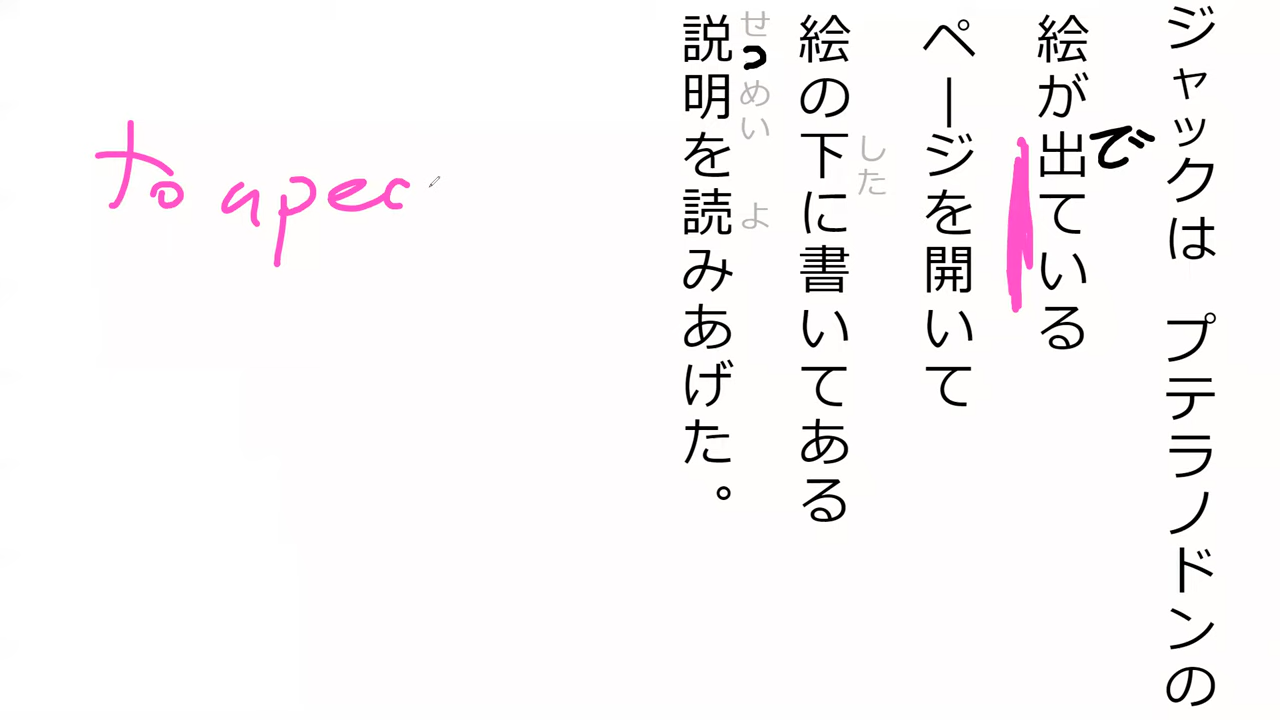 ジャックは プテラノドンの
絵が出ている
で
ページを開いて
絵の下に書いてある
した
説明を読みあげた。
せつめい よ
to apea